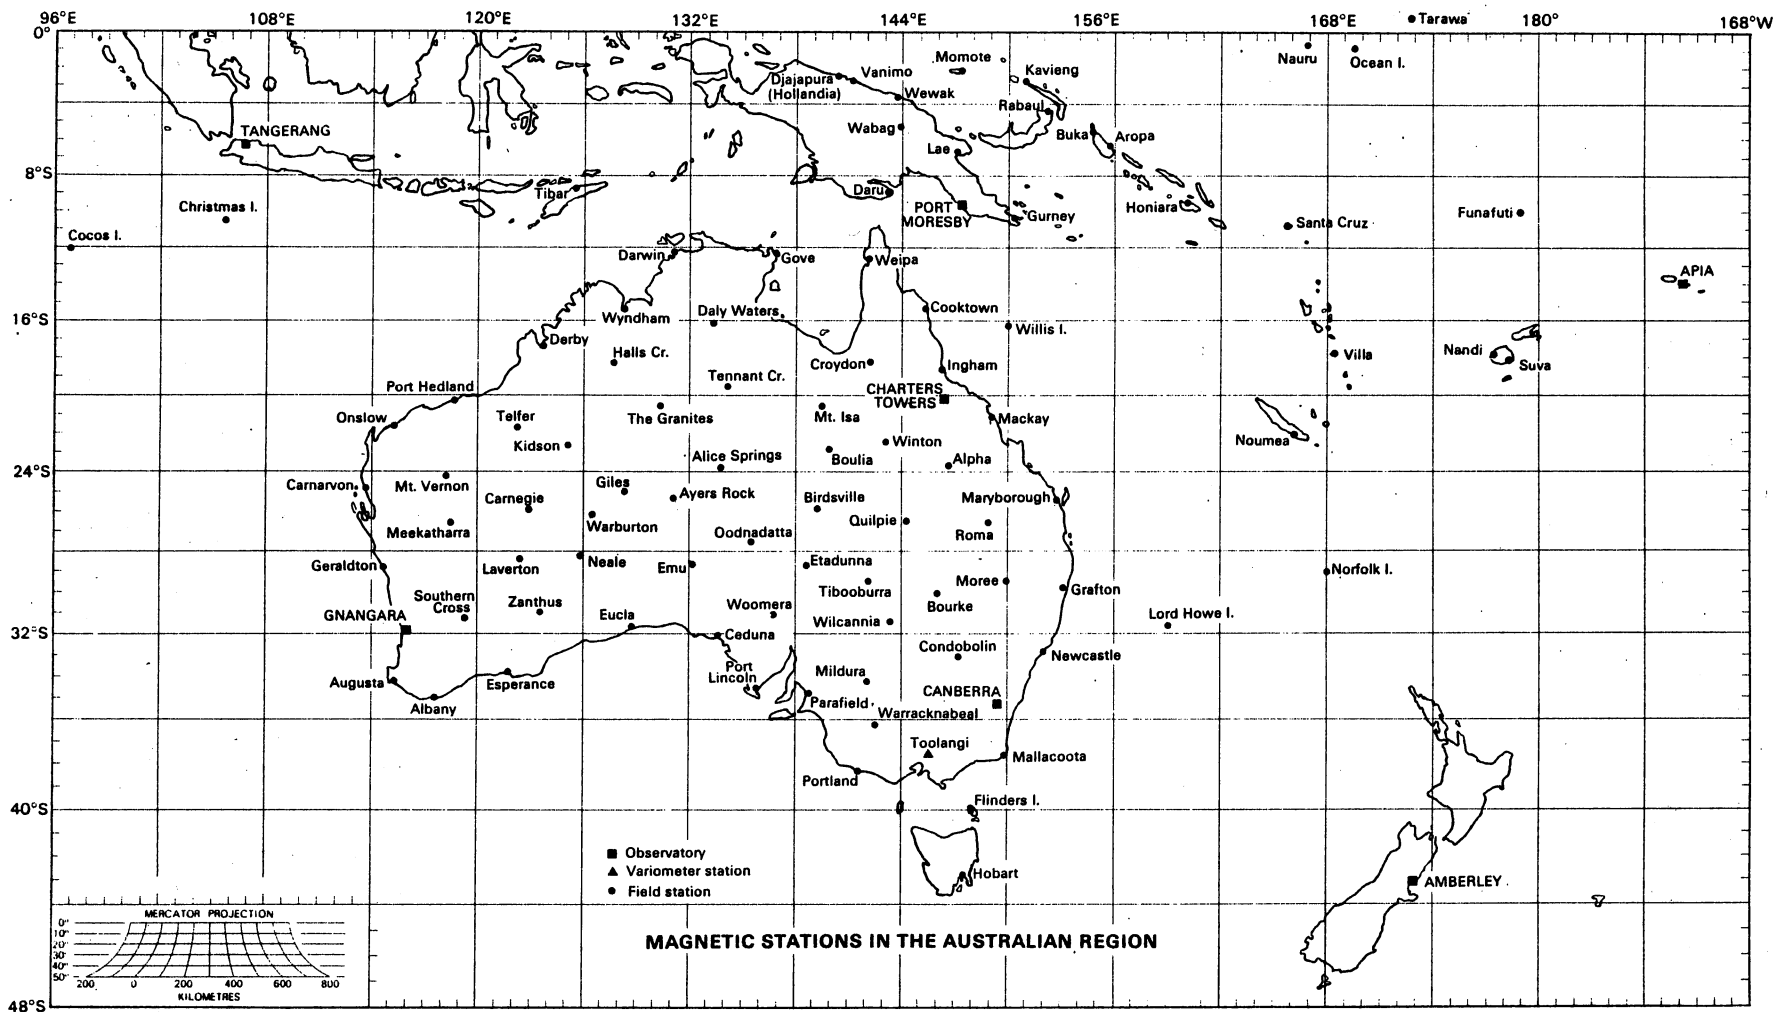 96°E 108°E 120°E 132°E 144°E 156°E 168°E 180° 168°W
Tarawa
0°
Nauru
Ocean I.
Momote
Kavieng
Djajapura
(Hollandia)
Vanimo
Wewak
Rabaul
TANGERANG
Wabag
Buka
Aropa
Lae
8°S
Tibar
Daru
Christmas I.
PORT
MORESBY
Gurney
Honiara
Santa Cruz
Funafuti
Cocos I.
Darwin
Gove
Weipa
APIA
16°S
Wyndham
Daly Waters
Cooktown
Willis I.
Derby
Halls Cr.
Croydon
Ingham
Villa
Nandi
Suva
Port Hedland
Tennant Cr.
CHARTERS
TOWERS
Onslow
Telfer
The Granites
Mt. Isa
Mackay
Kidson
Winton
Noumea
24°S
Alice Springs
Boulia
Alpha
Carnarvon
Mt. Vernon
Carnegie
Giles
Ayers Rock
Birdsville
Maryborough
Meekatharra
Warburton
Oodnadatta
Quilpie
Roma
Geraldton
Laverton
Neale
Emu
Etadunna
Moree
Norfolk I.
Tibooburra
Grafton
Southern
Cross
Zanthus
Woomera
Bourke
Lord Howe I.
GNANGARA
Eucla
Wilcannia
32°S
Ceduna
Condobolin
Newcastle
Augusta
Albany
Esperance
Port
Lincoln
Mildura
CANBERRA
Parafield
Warracknabeal
Toolangi
Mallacoota
Portland
40°S
Flinders I.
Observatory
Variometer station
Field station
Hobart
AMBERLEY
MERCATOR PROJECTION
0°
10°
20°
30°
40°
50°
200 0 200 400 600 800
KILOMETRES
MAGNETIC STATIONS IN THE AUSTRALIAN REGION
48°S